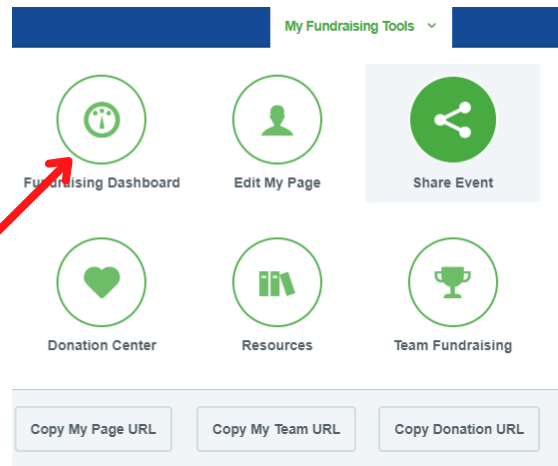 My Fundraising Tools
Fundraising Dashboard
Edit My Page
Share Event
Donation Center
Resources
Team Fundraising
Copy My Page URL
Copy My Team URL
Copy Donation URL